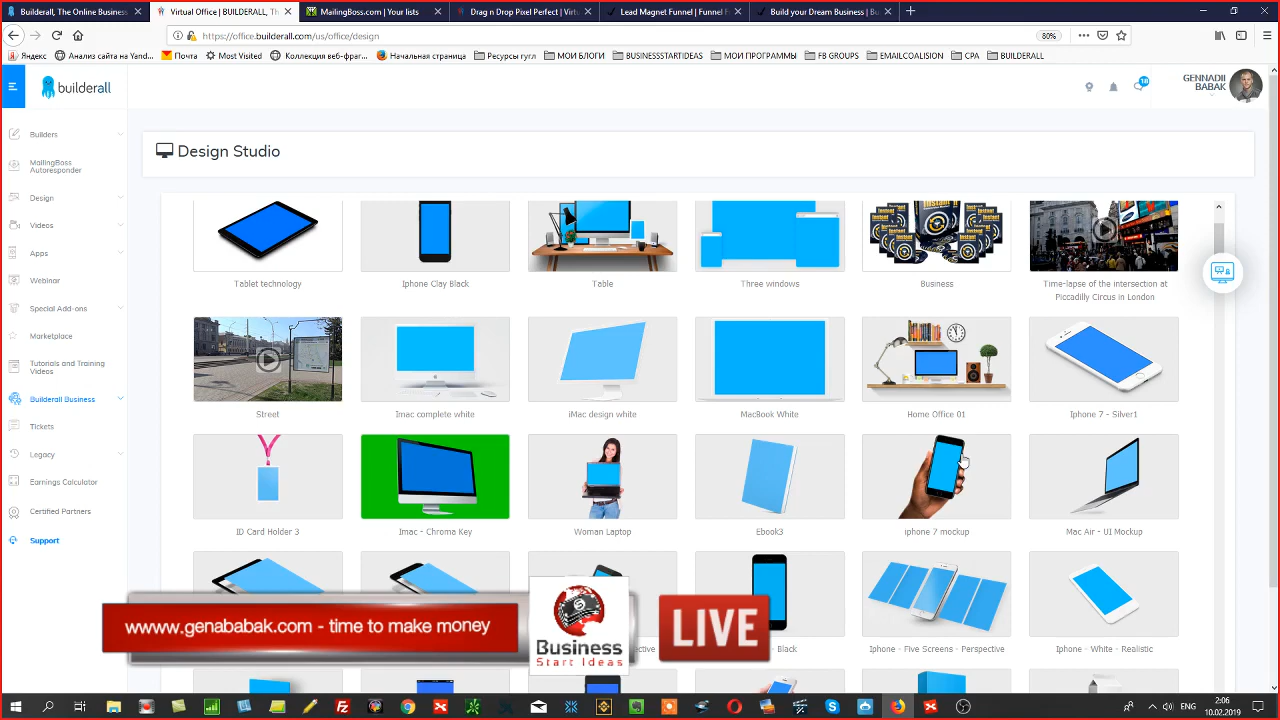 Builderall, The Online Business
Virtual Office | BUILDERALL, Th
MailingBoss.com | Your lists
Drag n Drop Pixel Perfect | Virtu
Lead Magnet Funnel | Funnel F
Build your Dream Business | Bu
https://office.builderall.com/us/office/design
80%
Яндекс
Анализ сайта на Yand...
Почта
Most Visited
Коллекция веб-фраг...
Начальная страница
Ресурсы гугл
МОИ БЛОГИ
BUSINESSSTARTIDEAS
МОИ ПРОГРАММЫ
FB GROUPS
EMAILCOALISION
CPA
BUILDERALL
builderall
18
GENNADII
BABAK
Builders
MailingBoss
Autoresponder
Design
Videos
Apps
Webinar
Special Add-ons
Marketplace
Tutorials and Training
Videos
Builderall Business
Tickets
Legacy
Earnings Calculator
Certified Partners
Support
Design Studio
Tablet technology
Iphone Clay Black
Table
Three windows
Business
Time-lapse of the intersection at
Piccadilly Circus in London
Street
Imac complete white
iMac design white
MacBook White
Home Office 01
Iphone 7 - Silver1
ID Card Holder 3
Imac - Chroma Key
Woman Laptop
Ebook3
iphone 7 mockup
Mac Air - UI Mockup
- Black
Iphone - Five Screens - Perspective
Iphone - White - Realistic
wwww.genababak.com - time to make money
Business
Start Ideas
LIVE
ENG
2:06
10.02.2019